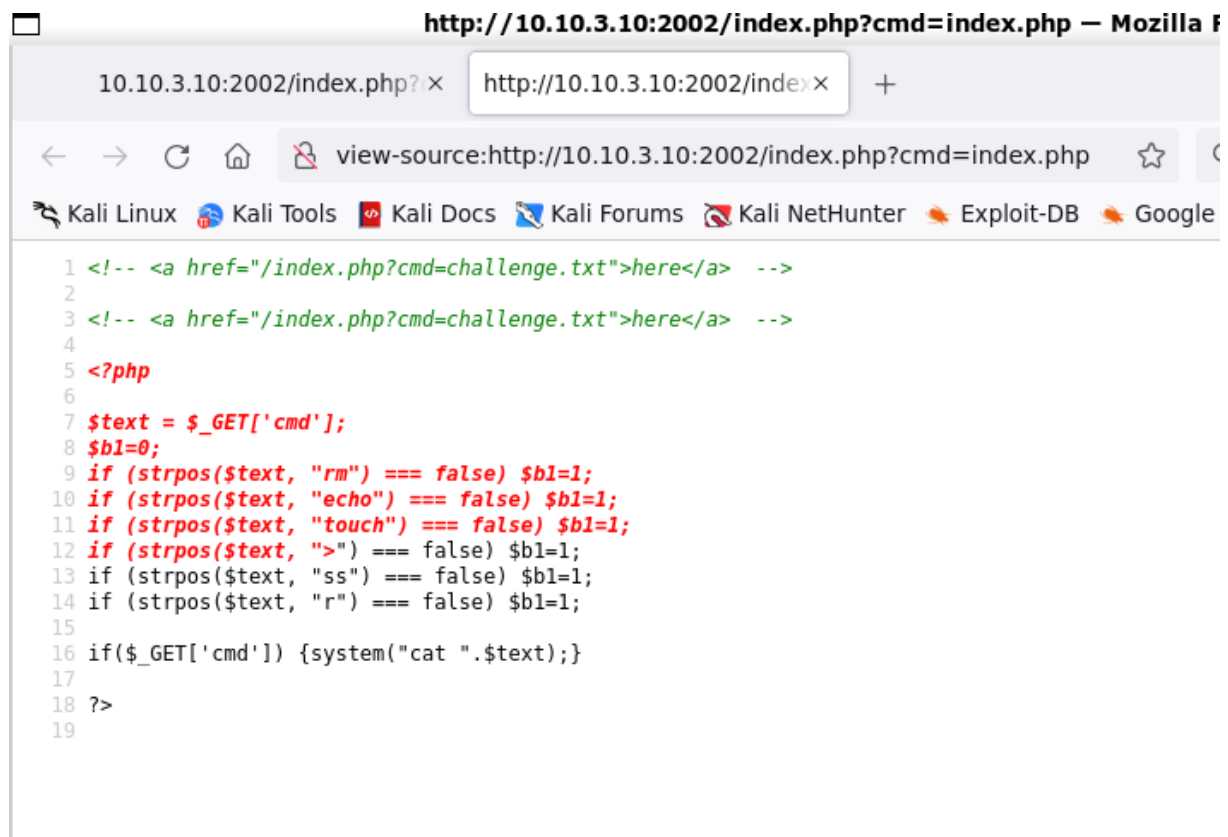 http://10.10.3.10:2002/index.php?cmd=index.php — Mozilla F
10.10.3.10:2002/index.php?
http://10.10.3.10:2002/index
view-source:http://10.10.3.10:2002/index.php?cmd=index.php
Kali Linux Kali Tools Kali Docs Kali Forums Kali NetHunter Exploit-DB Google
1 <!-- <a href="/index.php?cmd=challenge.txt">here</a>  -->
2
3 <!-- <a href="/index.php?cmd=challenge.txt">here</a>  -->
4
5 <?php
6
7 $text = $_GET['cmd'];
8 $b1=0;
9 if (strpos($text, "rm") === false) $b1=1;
10 if (strpos($text, "echo") === false) $b1=1;
11 if (strpos($text, "touch") === false) $b1=1;
12 if (strpos($text, ">") === false) $b1=1;
13 if (strpos($text, "ss") === false) $b1=1;
14 if (strpos($text, "r") === false) $b1=1;
15
16 if($_GET['cmd']) {system("cat ".$text);}
17
18 ?>
19